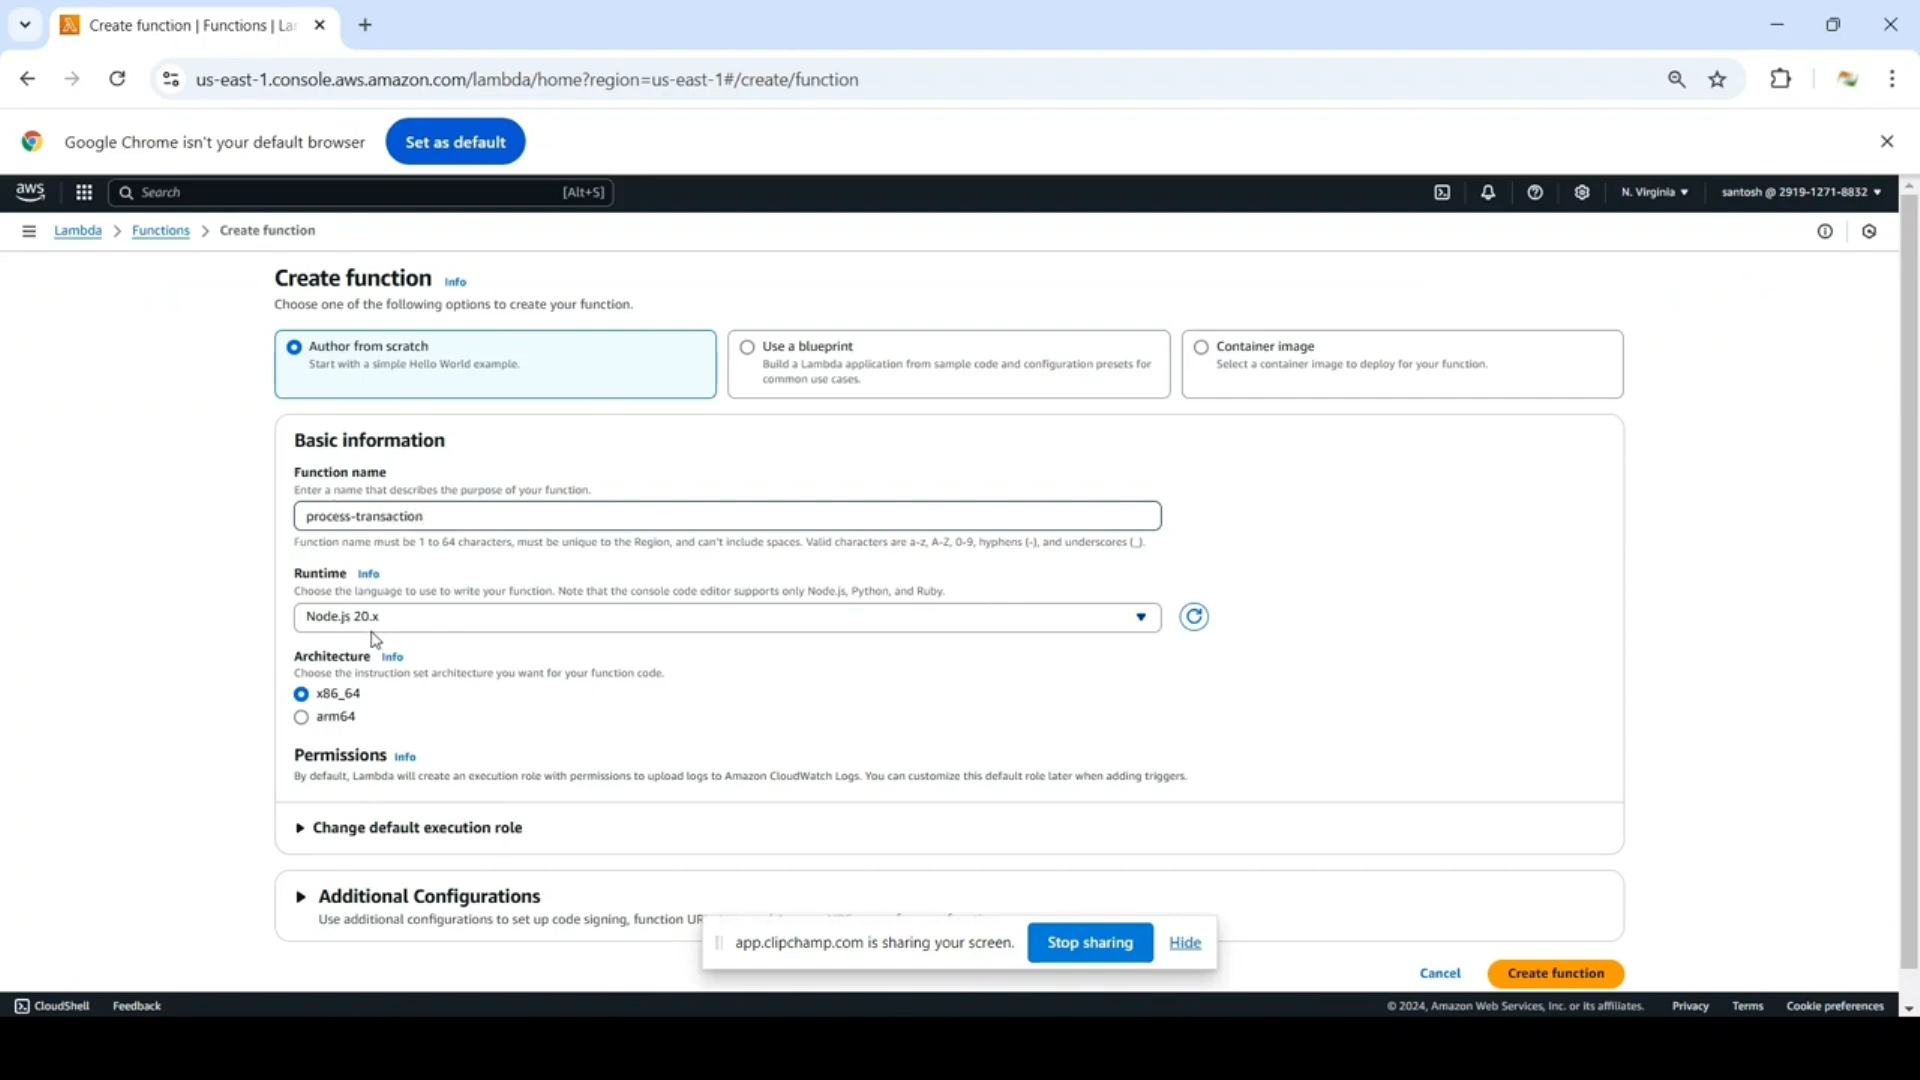 Create function | Functions | La
us-east-1.console.aws.amazon.com/lambda/home?region=us-east-1#/create/function
Google Chrome isn't your default browser
Set as default
aws
Search
[Alt+S]
N. Virginia
santosh @ 2919-1271-8832
Lambda
Functions
Create function
Create function Info
Choose one of the following options to create your function.
Author from scratch
Start with a simple Hello World example.
Use a blueprint
Build a Lambda application from sample code and configuration presets for
common use cases.
Container image
Select a container image to deploy for your function.
Basic information
Function name
Enter a name that describes the purpose of your function.
process-transaction
Function name must be 1 to 64 characters, must be unique to the Region, and can't include spaces. Valid characters are a-z, A-Z, 0-9, hyphens (-), and underscores (_).
Runtime Info
Choose the language to use to write your function. Note that the console code editor supports only Node.js, Python, and Ruby.
Node.js 20.x
Architecture Info
Choose the instruction set architecture you want for your function code.
x86_64
arm64
Permissions Info
By default, Lambda will create an execution role with permissions to upload logs to Amazon CloudWatch Logs. You can customize this default role later when adding triggers.
Change default execution role
Additional Configurations
Use additional configurations to set up code signing, function UR
app.clipchamp.com is sharing your screen.
Stop sharing
Hide
Cancel
Create function
CloudShell
Feedback
© 2024, Amazon Web Services, Inc. or its affiliates.
Privacy
Terms
Cookie preferences